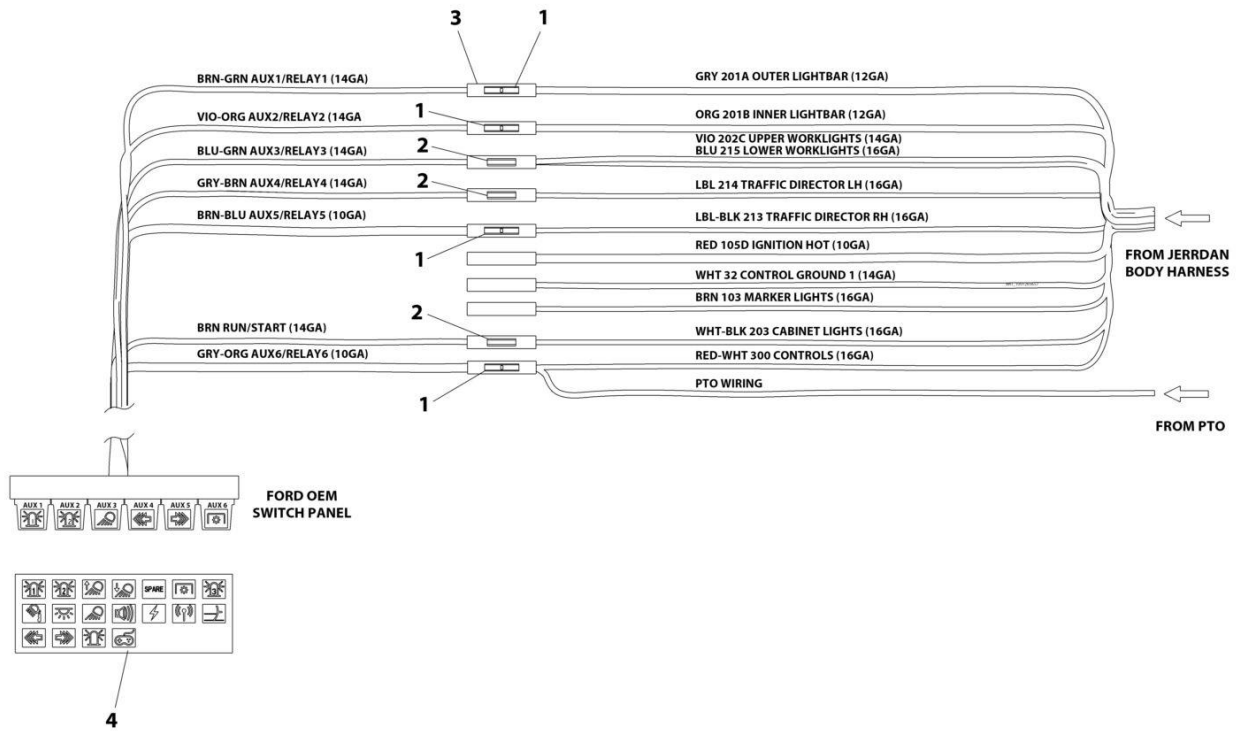 3 1
BRN-GRN AUX1/RELAY1 (14GA)
GRY 201A OUTER LIGHTBAR (12GA)
1
VIO-ORG AUX2/RELAY2 (14GA
ORG 201B INNER LIGHTBAR (12GA)
VIO 202C UPPER WORKLIGHTS (14GA)
2
BLU-GRN AUX3/RELAY3 (14GA)
BLU 215 LOWER WORKLIGHTS (16GA)
2
GRY-BRN AUX4/RELAY4 (14GA)
LBL 214 TRAFFIC DIRECTOR LH (16GA)
BRN-BLU AUX5/RELAY5 (10GA)
LBL-BLK 213 TRAFFIC DIRECTOR RH (16GA)
1
RED 105D IGNITION HOT (10GA)
FROM JERRDAN
BODY HARNESS
WHT 32 CONTROL GROUND 1 (14GA)
BRN 103 MARKER LIGHTS (16GA)
2
BRN RUN/START (14GA)
WHT-BLK 203 CABINET LIGHTS (16GA)
GRY-ORG AUX6/RELAY6 (10GA)
RED-WHT 300 CONTROLS (16GA)
1
PTO WIRING
FROM PTO
FORD OEM
SWITCH PANEL
AUX 1 AUX 2 AUX 3 AUX 4 AUX 5 AUX 6
1 2
1 2 SPARE 3
4